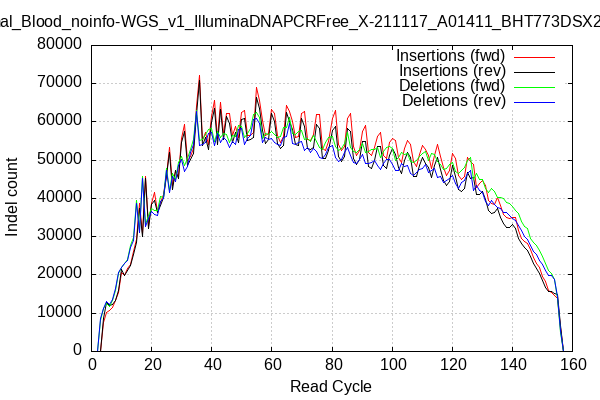 al_Blood_noinfo-WGS_v1_IlluminaDNAPCRFree_X-211117_A01411_BHT773DSX2
80000
70000
60000
50000
40000
30000
20000
10000
0
Indel count
Insertions (fwd)
Insertions (rev)
Deletions (fwd)
Deletions (rev)
0 20 40 60 80 100 120 140 160
Read Cycle